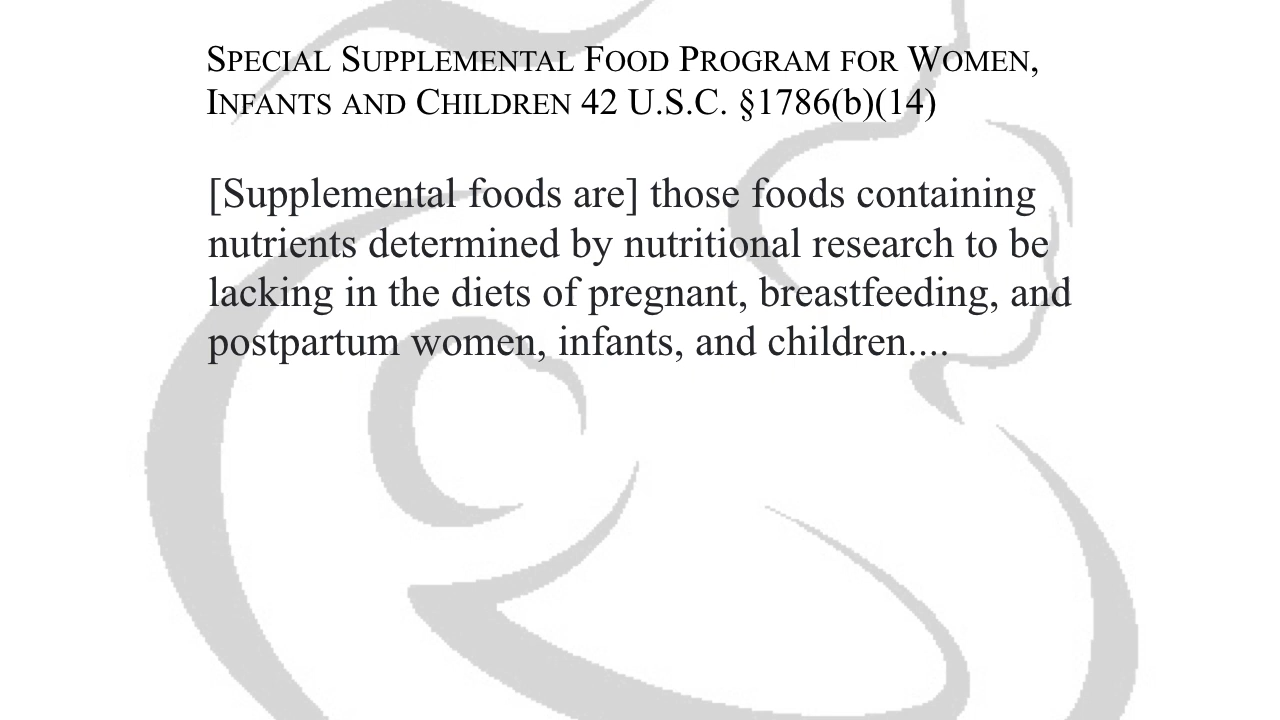 SPECIAL SUPPLEMENTAL FOOD PROGRAM FOR WOMEN,
INFANTS AND CHILDREN 42 U.S.C. §1786(b)(14)
[Supplemental foods are] those foods containing
nutrients determined by nutritional research to be
lacking in the diets of pregnant, breastfeeding, and
postpartum women, infants, and children....